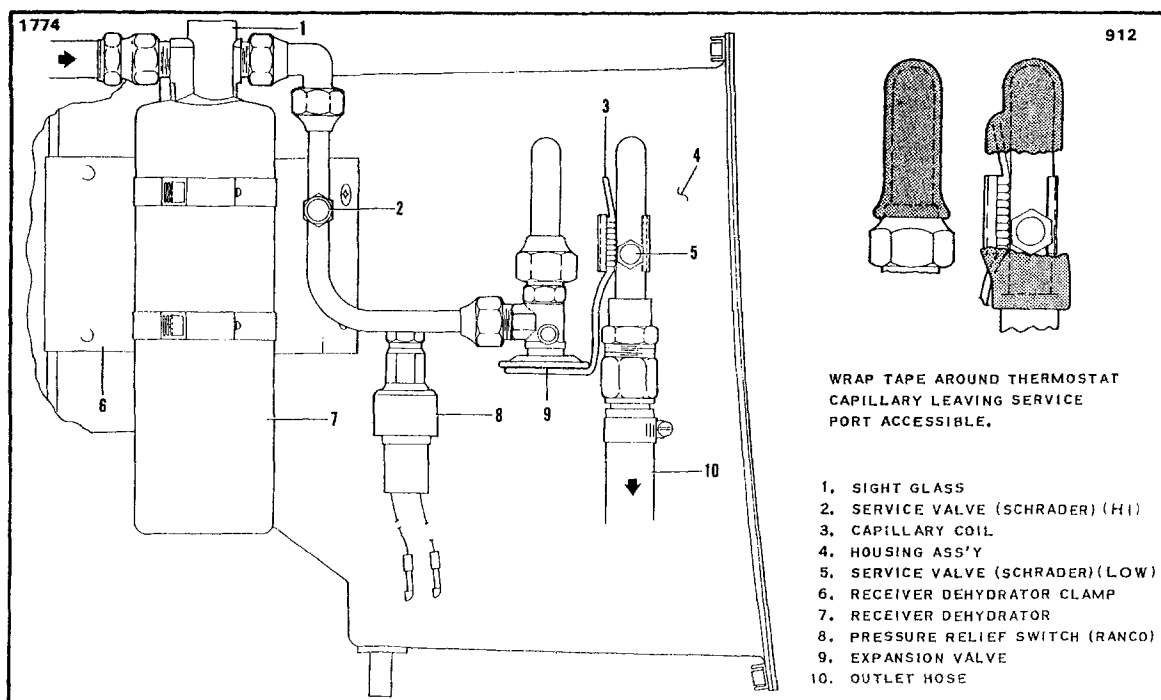 1774
912
1
2
3
4
5
6
7
8
9
10
WRAP TAPE AROUND THERMOSTAT
CAPILLARY LEAVING SERVICE
PORT ACCESSIBLE.
1. SIGHT GLASS
2. SERVICE VALVE (SCHRADER) (HI)
3. CAPILLARY COIL
4. HOUSING ASS'Y
5. SERVICE VALVE (SCHRADER) (LOW)
6. RECEIVER DEHYDRATOR CLAMP
7. RECEIVER DEHYDRATOR
8. PRESSURE RELIEF SWITCH (RANCO)
9. EXPANSION VALVE
10. OUTLET HOSE